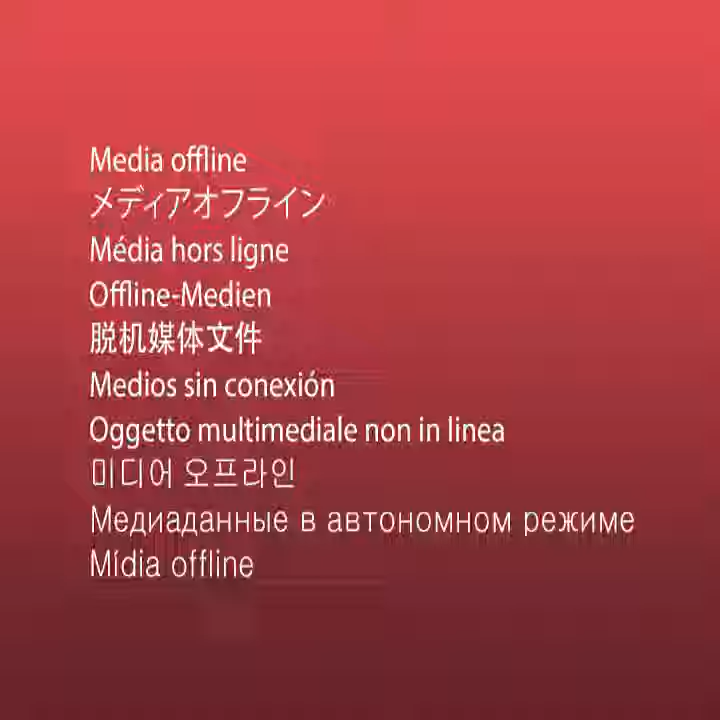 Media offline
メディアオフライン
Média hors ligne
Offline-Medien
脱机媒体文件
Medios sin conexión
Oggetto multimediale non in linea
미디어 오프라인
Медиаданные в автономном режиме
Mídia offline